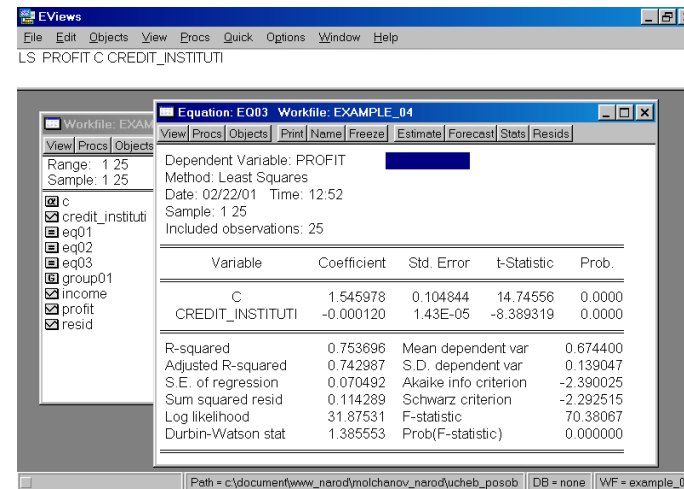 EViews
File Edit Objects View Procs Quick Options Window Help
LS PROFIT C CREDIT_INSTITUTI
Workfile: EXAM
View Procs Objects
Range: 1 25
Sample: 1 25
c
credit_instituti
eq01
eq02
eq03
group01
income
profit
resid
Equation: EQ03 Workfile: EXAMPLE_04
View Procs Objects Print Name Freeze Estimate Forecast Stats Resids
Dependent Variable: PROFIT
Method: Least Squares
Date: 02/22/01 Time: 12:52
Sample: 1 25
Included observations: 25
Variable Coefficient Std. Error t-Statistic Prob.
C 1.545978 0.104844 14.74556 0.0000
CREDIT_INSTITUTI -0.000120 1.43E-05 -8.389319 0.0000
R-squared 0.753696 Mean dependent var 0.674400
Adjusted R-squared 0.742987 S.D. dependent var 0.139047
S.E. of regression 0.070492 Akaike info criterion -2.390025
Sum squared resid 0.114289 Schwarz criterion -2.292515
Log likelihood 31.87531 F-statistic 70.38067
Durbin-Watson stat 1.385553 Prob(F-statistic) 0.000000
Path = c:\document\www_narod\molchanov_narod\ucheb_posob DB = none WF = example_0